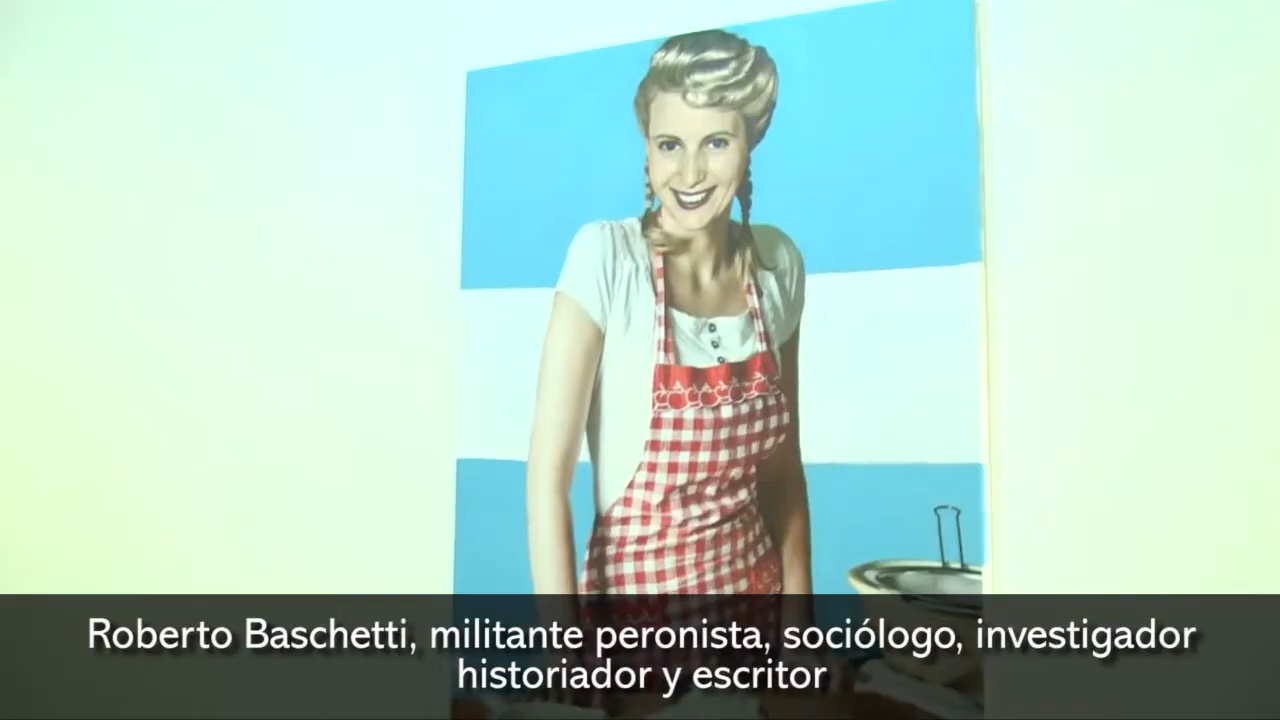 Roberto Baschetti, militante peronista, sociólogo, investigador
historiador y escritor